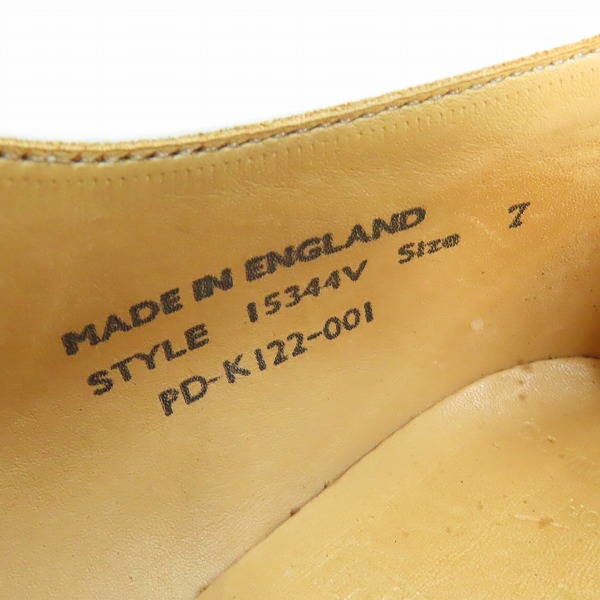 MADE IN ENGLAND
STYLE 15344V Size 7
PD-K122-001